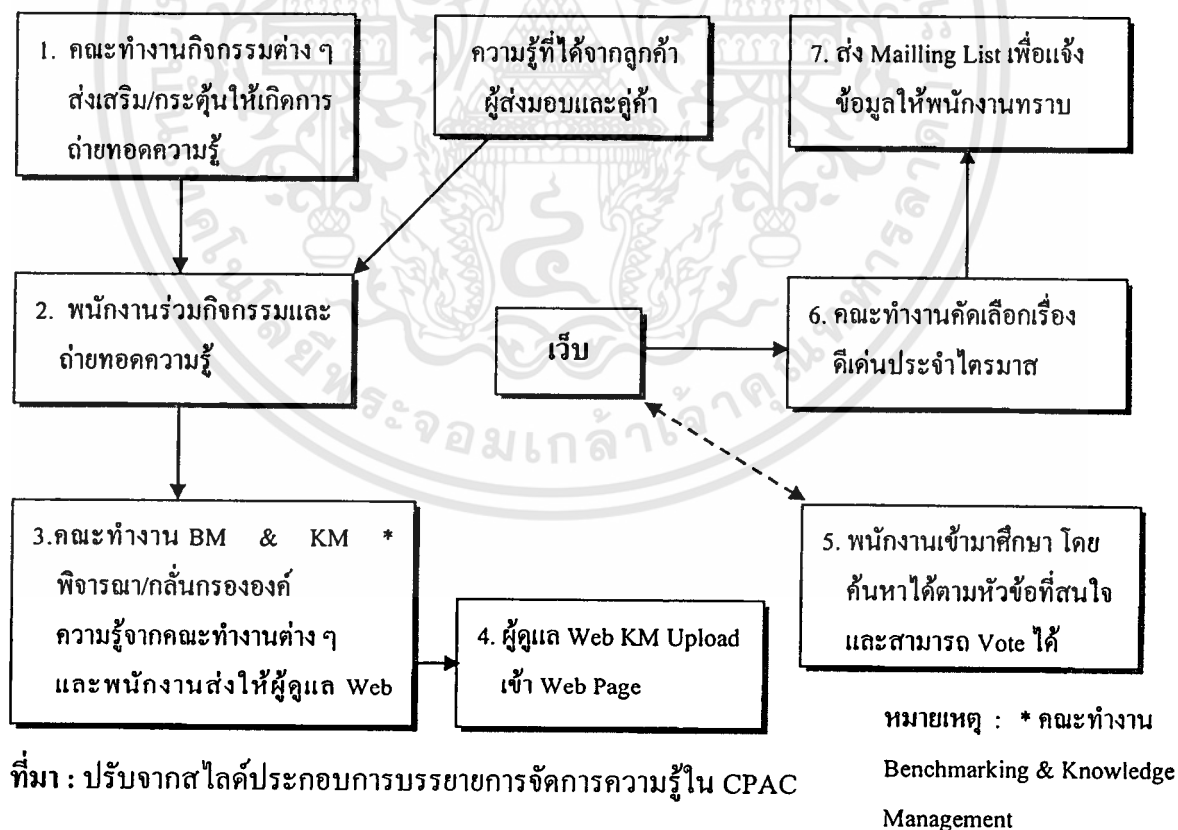 1. คณะทำงานกิจกรรมต่าง ๆ
ส่งเสริม/กระตุ้นให้เกิดการ
ถ่ายทอดความรู้
ความรู้ที่ได้จากลูกค้า
ผู้ส่งมอบและคู่ค้า
7. ส่ง Mailling List เพื่อแจ้ง
ข้อมูลให้พนักงานทราบ
2. พนักงานร่วมกิจกรรมและ
ถ่ายทอดความรู้
เว็บ
6. คณะทำงานคัดเลือกเรื่อง
ดีเด่นประจำไตรมาส
3.คณะทำงาน BM & KM *
พิจารณา/กลั่นกรององค์
ความรู้จากคณะทำงานต่าง ๆ
และพนักงานส่งให้ผู้ดูแล Web
4. ผู้ดูแล Web KM Upload
เข้า Web Page
5. พนักงานเข้ามาศึกษา โดย
ค้นหาได้ตามหัวข้อที่สนใจ
และสามารถ Vote ได้
หมายเหตุ : * คณะทำงาน
Benchmarking & Knowledge
Management
ที่มา : ปรับจากสไลด์ประกอบการบรรยายการจัดการความรู้ใน CPAC